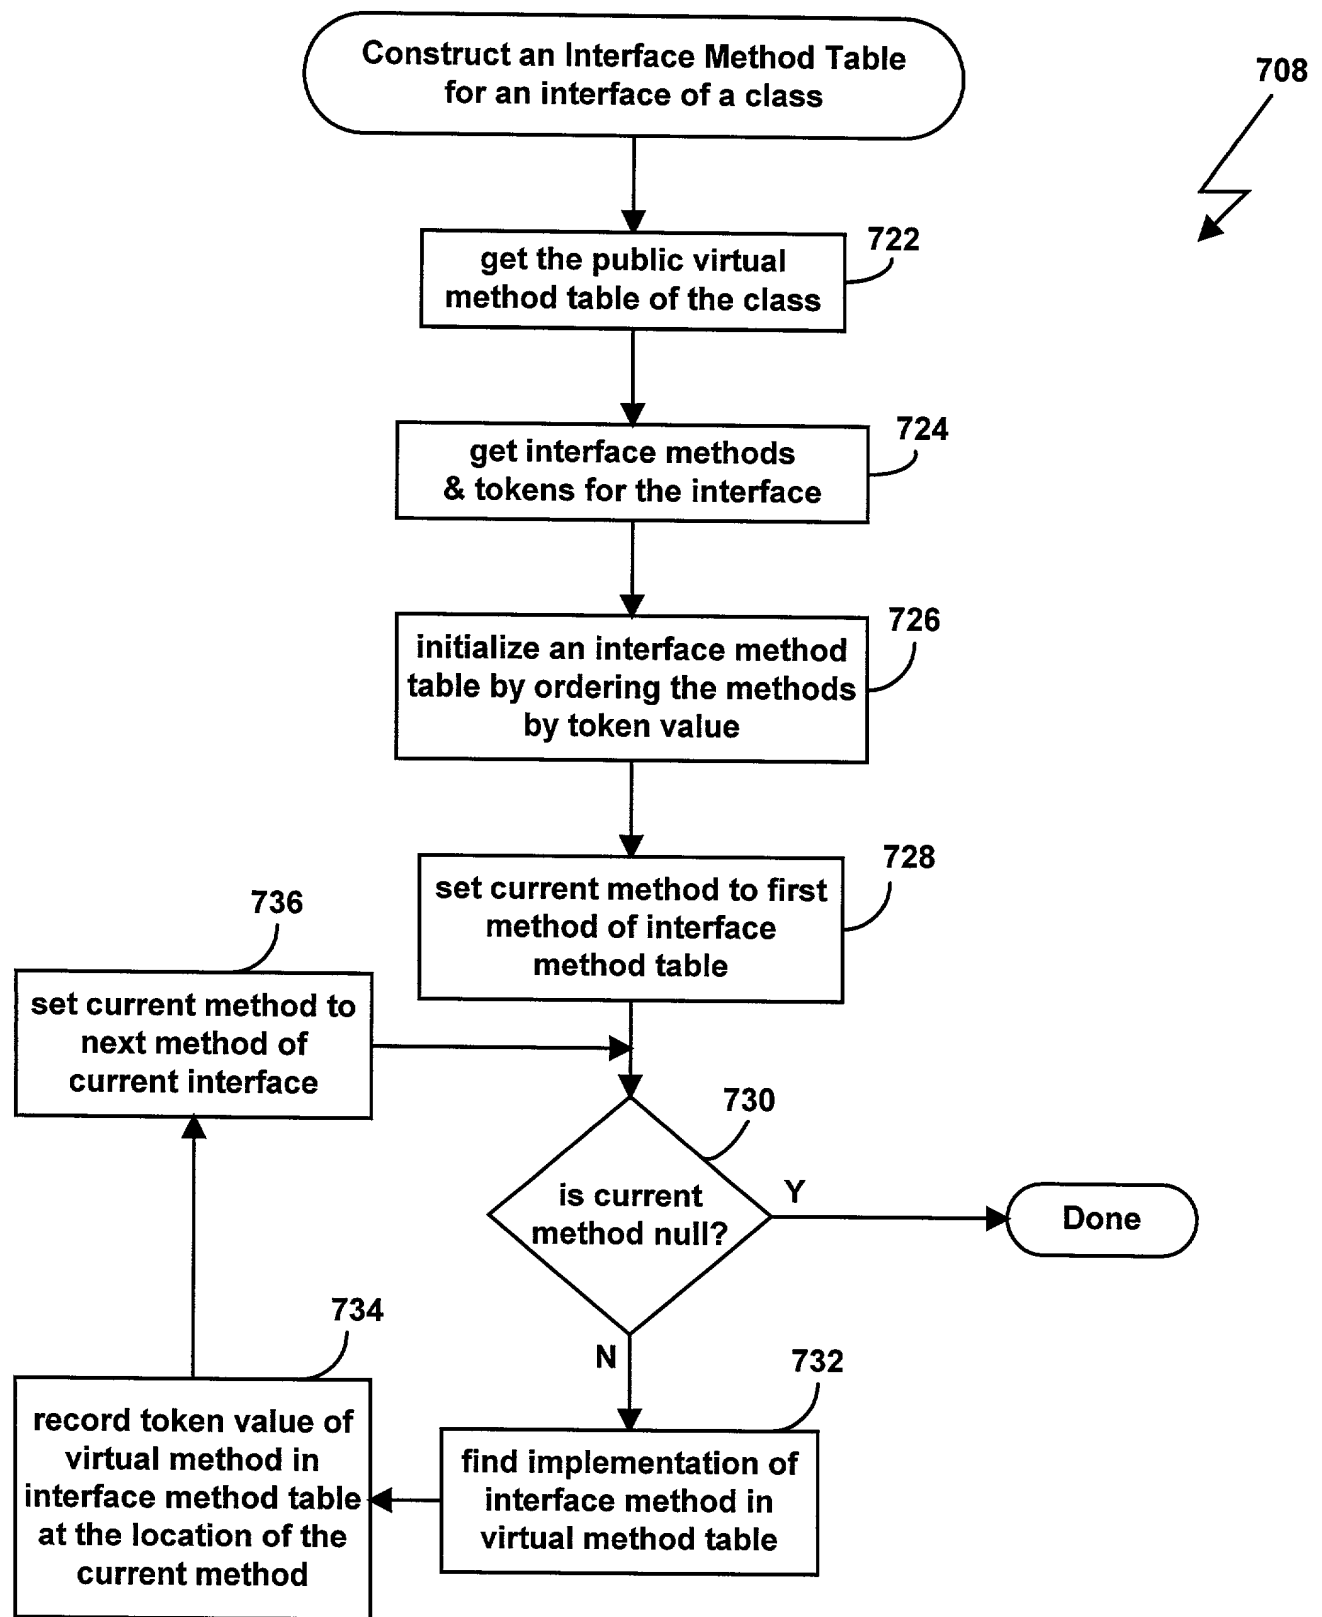 Construct an Interface Method Table
for an interface of a class
708
722
get the public virtual
method table of the class
724
get interface methods
& tokens for the interface
726
initialize an interface method
table by ordering the methods
by token value
728
set current method to first
method of interface
method table
736
set current method to
next method of
current interface
730
is current
method null?
Y
Done
N
734
record token value of
virtual method in
interface method table
at the location of the
current method
732
find implementation of
interface method in
virtual method table